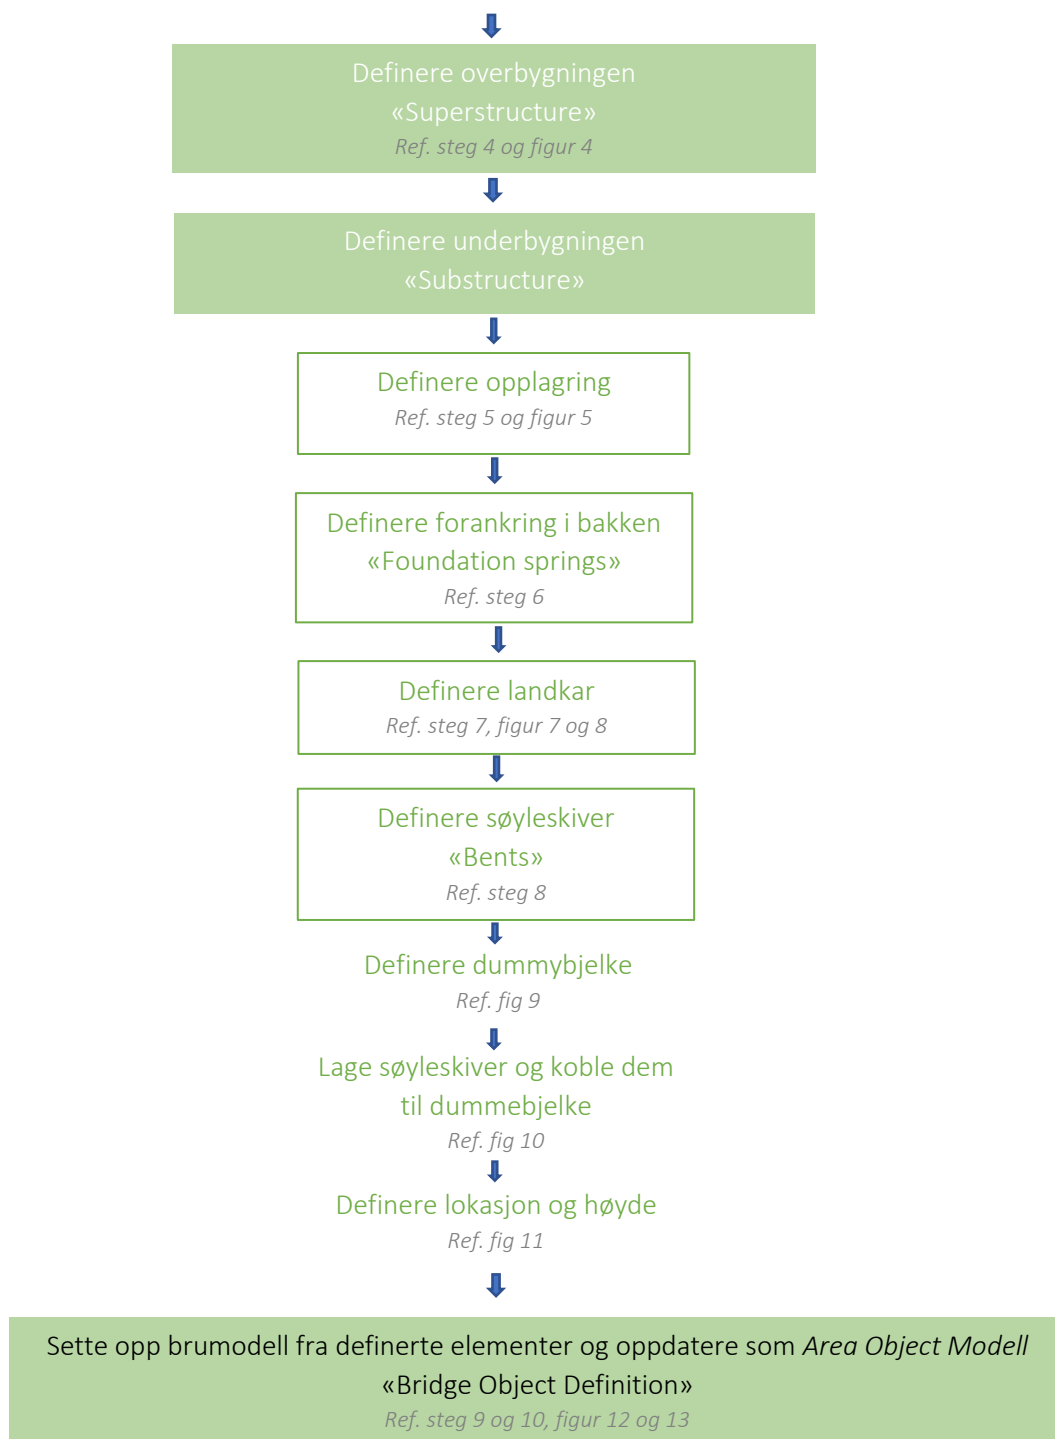 Definere overbygningen
«Superstructure»
Ref. steg 4 og figur 4
Definere underbygningen
«Substructure»
Definere opplagring
Ref. steg 5 og figur 5
Definere forankring i bakken
«Foundation springs»
Ref. steg 6
Definere landkar
Ref. steg 7, figur 7 og 8
Definere søyleskiver
«Bents»
Ref. steg 8
Definere dummybjelke
Ref. fig 9
Lage søyleskiver og koble dem
til dummebjelke
Ref. fig 10
Definere lokasjon og høyde
Ref. fig 11
Sette opp brumodell fra definerte elementer og oppdatere som Area Object Modell
«Bridge Object Definition»
Ref. steg 9 og 10, figur 12 og 13